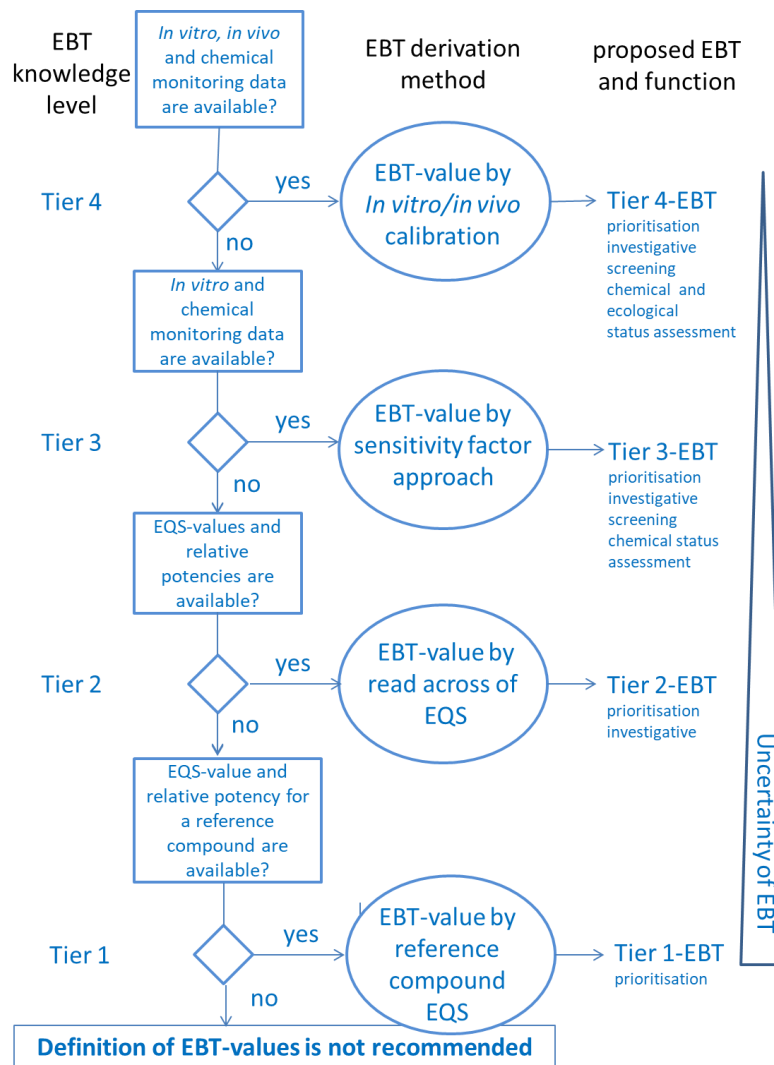 EBT
knowledge
level
In vitro, in vivo
and chemical
monitoring data
are available?
EBT derivation
method
proposed EBT
and function
Tier 4
yes
no
EBT-value by
In vitro/in vivo
calibration
Tier 4-EBT
prioritisation
investigative
screening
chemical and
ecological
status assessment
In vitro and
chemical
monitoring data
are available?
Tier 3
yes
no
EBT-value by
sensitivity factor
approach
Tier 3-EBT
prioritisation
investigative
screening
chemical status
assessment
EQS-values and
relative
potencies are
available?
Tier 2
yes
no
EBT-value by
read across of
EQS
Tier 2-EBT
prioritisation
investigative
EQS-value and
relative potency for
a reference
compound are
available?
Tier 1
yes
no
EBT-value by
reference
compound
EQS
Tier 1-EBT
prioritisation
Uncertainty of EBT
Definition of EBT-values is not recommended